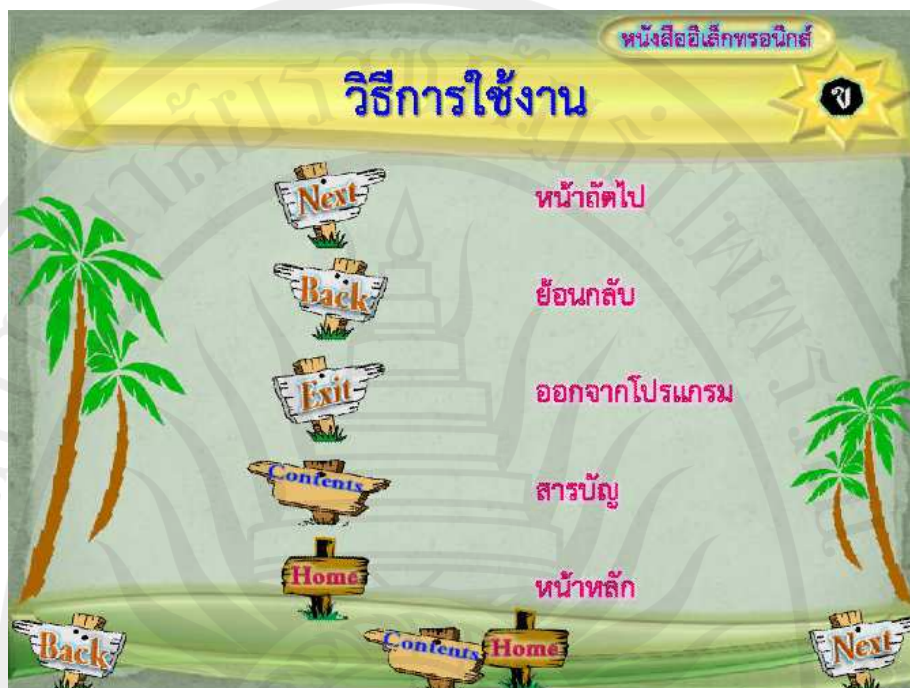 หนังสืออิเล็กทรอนิกส์
วิธีการใช้งาน
ข
Next หน้าถัดไป
Back ย้อนกลับ
Exit ออกจากโปรแกรม
Contents สารบัญ
Home หน้าหลัก
Back Contents Home Next